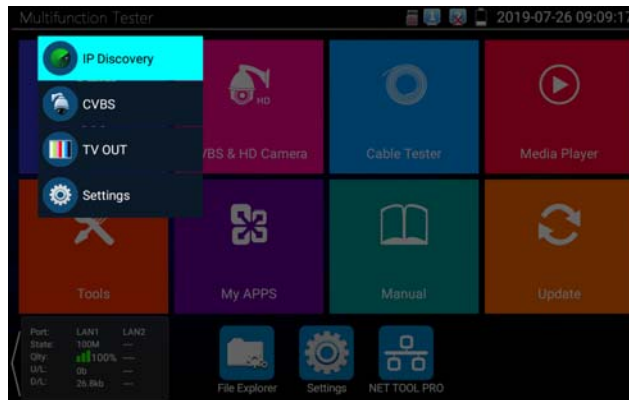 Multifunction Tester 2019-07-26 09:09:17
IP Discovery
CVBS
TV OUT
Settings
HD
VBS & HD Camera
Cable Tester
Media Player
Tools
My APPS
Manual
Update
Port: LAN1 LAN2
State: 100M ---
Qlty: 100% ---
U/L: 0b ---
D/L: 26.8kb ---
File Explorer
Settings
NET TOOL PRO